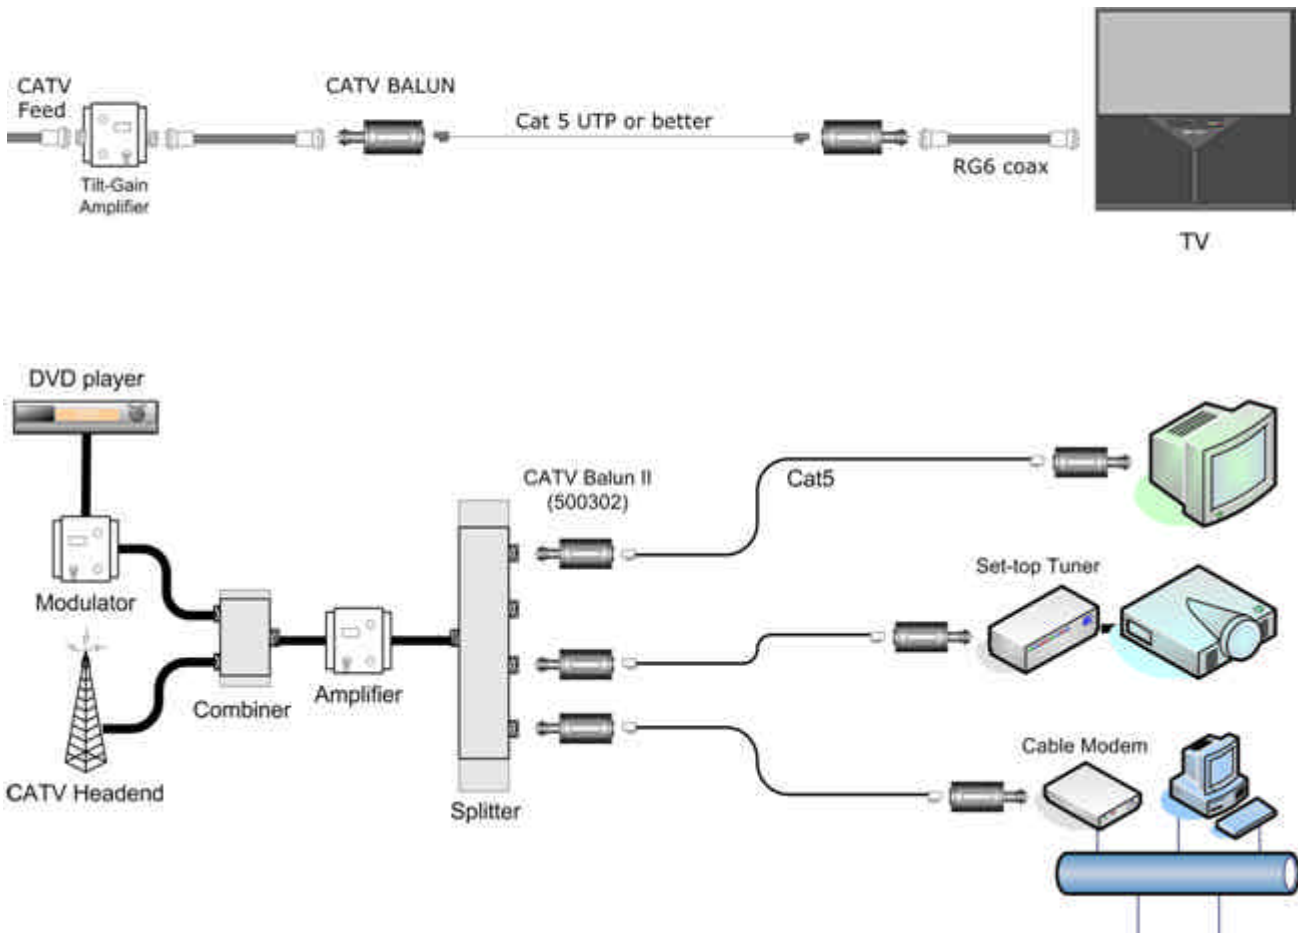 CATV
Feed
CATV BALUN
Cat 5 UTP or better
RG6 coax
Tilt-Gain
Amplifier
TV
DVD player
CATV Balun II
(500302)
Cat5
Set-top Tuner
Modulator
Combiner
Amplifier
Cable Modem
CATV Headend
Splitter